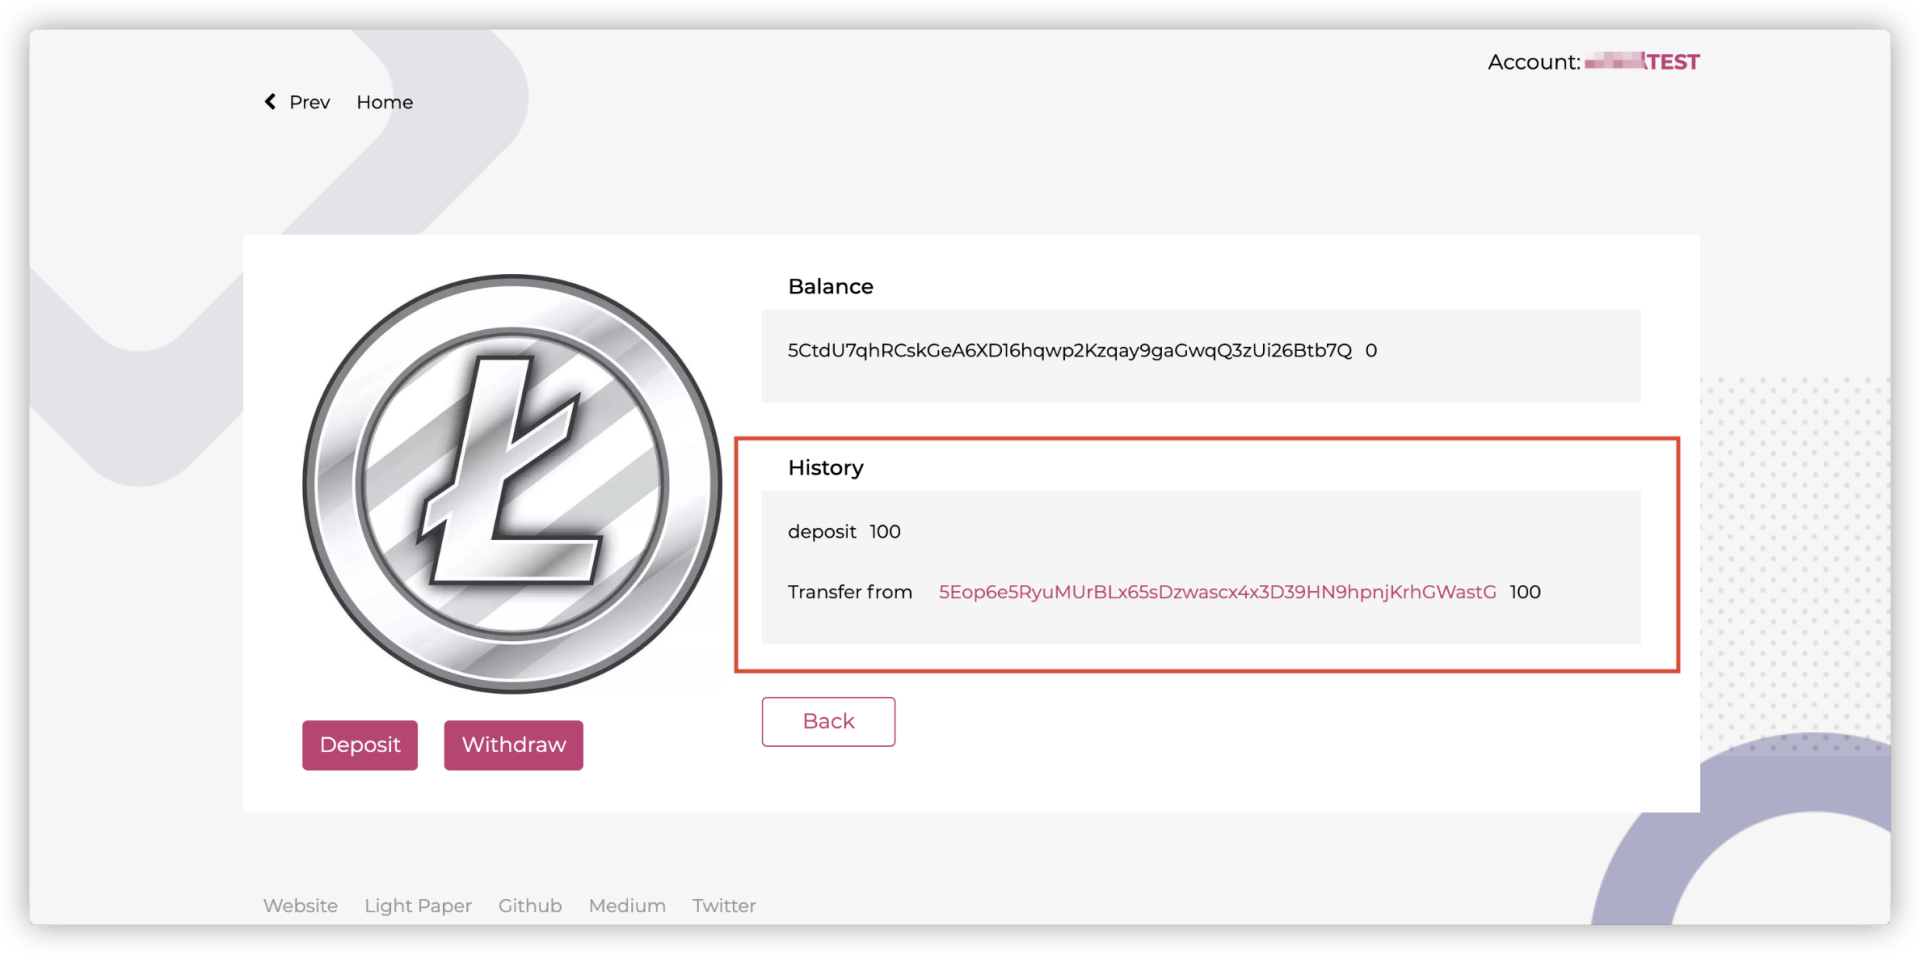 Account: TEST
Prev Home
Balance
5CtdU7qhRCskGeA6XD16hqwp2Kzqay9gaGwqQ3zUi26Btb7Q 0
History
deposit 100
Transfer from 5Eop6e5RyuMUrBLx65sDzwascx4x3D39HN9hpnjKrhGWastG 100
Back
Deposit Withdraw
Website Light Paper Github Medium Twitter